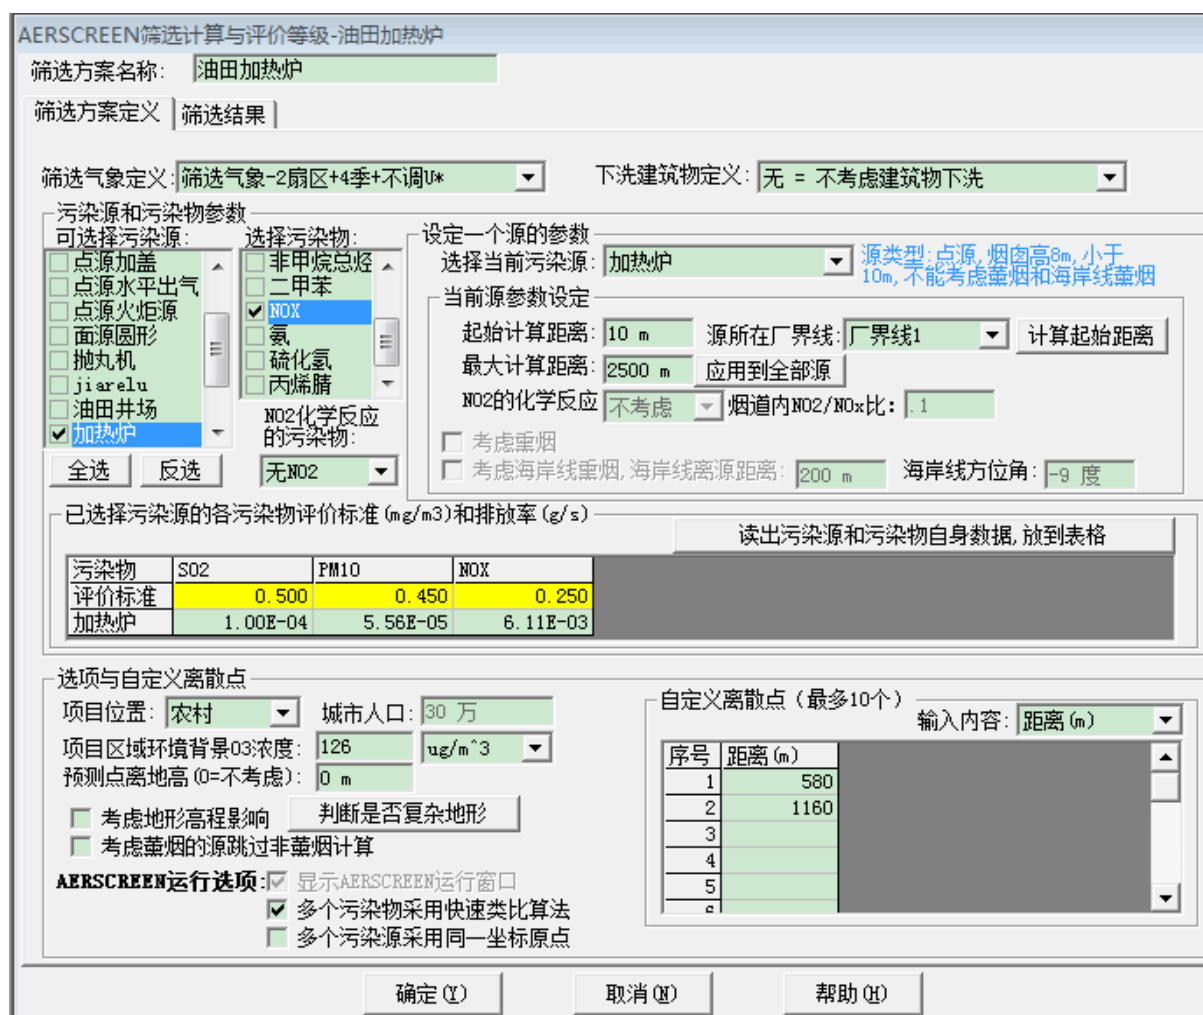 AERSCREEN筛选计算与评价等级-油田加热炉
筛选方案名称: 油田加热炉
筛选方案定义 筛选结果
筛选气象定义: 筛选气象-2扇区+4季+不调U* 下洗建筑物定义: 无 = 不考虑建筑物下洗
污染源和污染物参数
可选择污染源: 选择污染物:
点源加盖
点源水平出气
点源火炬源
面源圆形
抛丸机
jiarelu
油田井场
加热炉
全选 反选
非甲烷总烃
二甲苯
NOX
氨
硫化氢
丙烯腈
NO2化学反应
的污染物:
无NO2
设定一个源的参数
选择当前污染源: 加热炉
源类型:点源,烟囱高8m,小于
10m,不能考虑薰烟和海岸线薰烟
当前源参数设定
起始计算距离: 10 m 源所在厂界线: 厂界线1 计算起始距离
最大计算距离: 2500 m 应用到全部源
NO2的化学反应 不考虑 烟道内NO2/NOx比: .1
考虑重烟
考虑海岸线重烟,海岸线离源距离: 200 m 海岸线方位角: -9 度
已选择污染源的各污染物评价标准(mg/m3)和排放率(g/s)
读出污染源和污染物自身数据,放到表格
污染物 SO2 PM10 NOX
评价标准 0.500 0.450 0.250
加热炉 1.00E-04 5.56E-05 6.11E-03
选项与自定义离散点
项目位置: 农村 城市人口: 30 万
项目区域环境背景O3浓度: 126 ug/m^3
预测点离地高(0=不考虑): 0 m
考虑地形高程影响 判断是否复杂地形
考虑薰烟的源跳过非薰烟计算
AERSCREEN运行选项: 显示AERSCREEN运行窗口
多个污染物采用快速类比算法
多个污染源采用同一坐标原点
自定义离散点(最多10个)
输入内容: 距离(m)
序号 距离(m)
1 580
2 1160
3
4
5
确定(Y) 取消(N) 帮助(H)